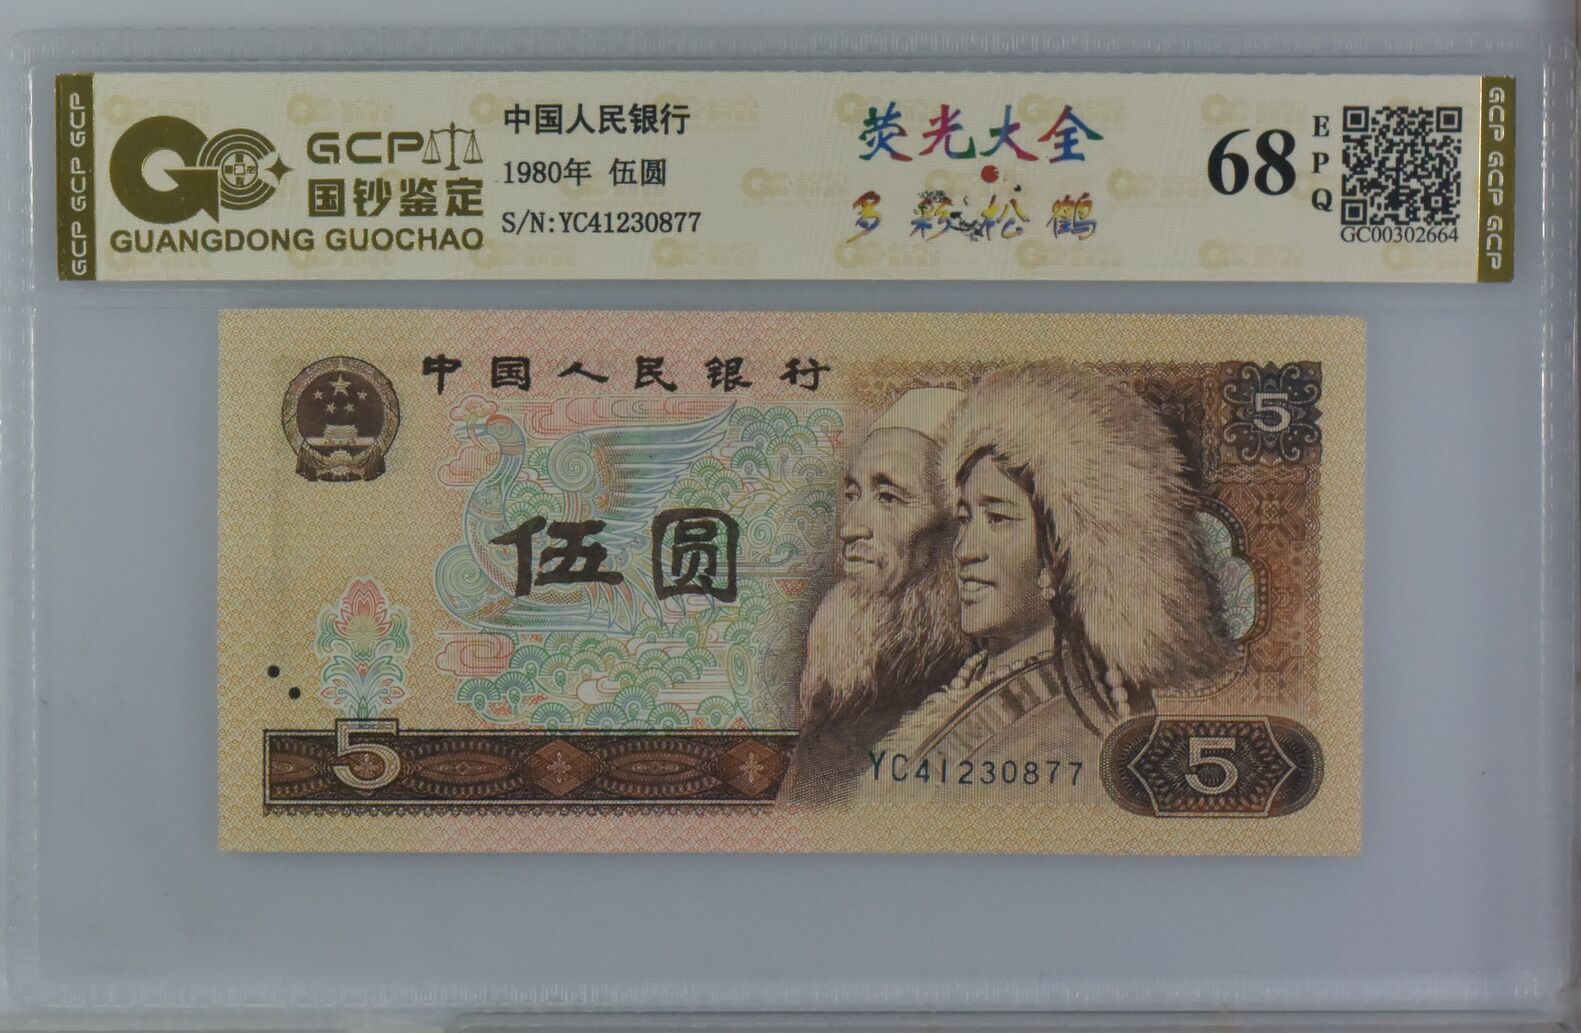 GCP GCP GCP
GCP
国钞鉴定
GUANGDONG GUOCHAO
中国人民银行
1980年 伍圆
S/N:YC41230877
荧光大全
多彩松鹤
68
EPQ
GC00302664
GCP GCP GCP
中国人民银行
5
伍圆
5
YC41230877
5